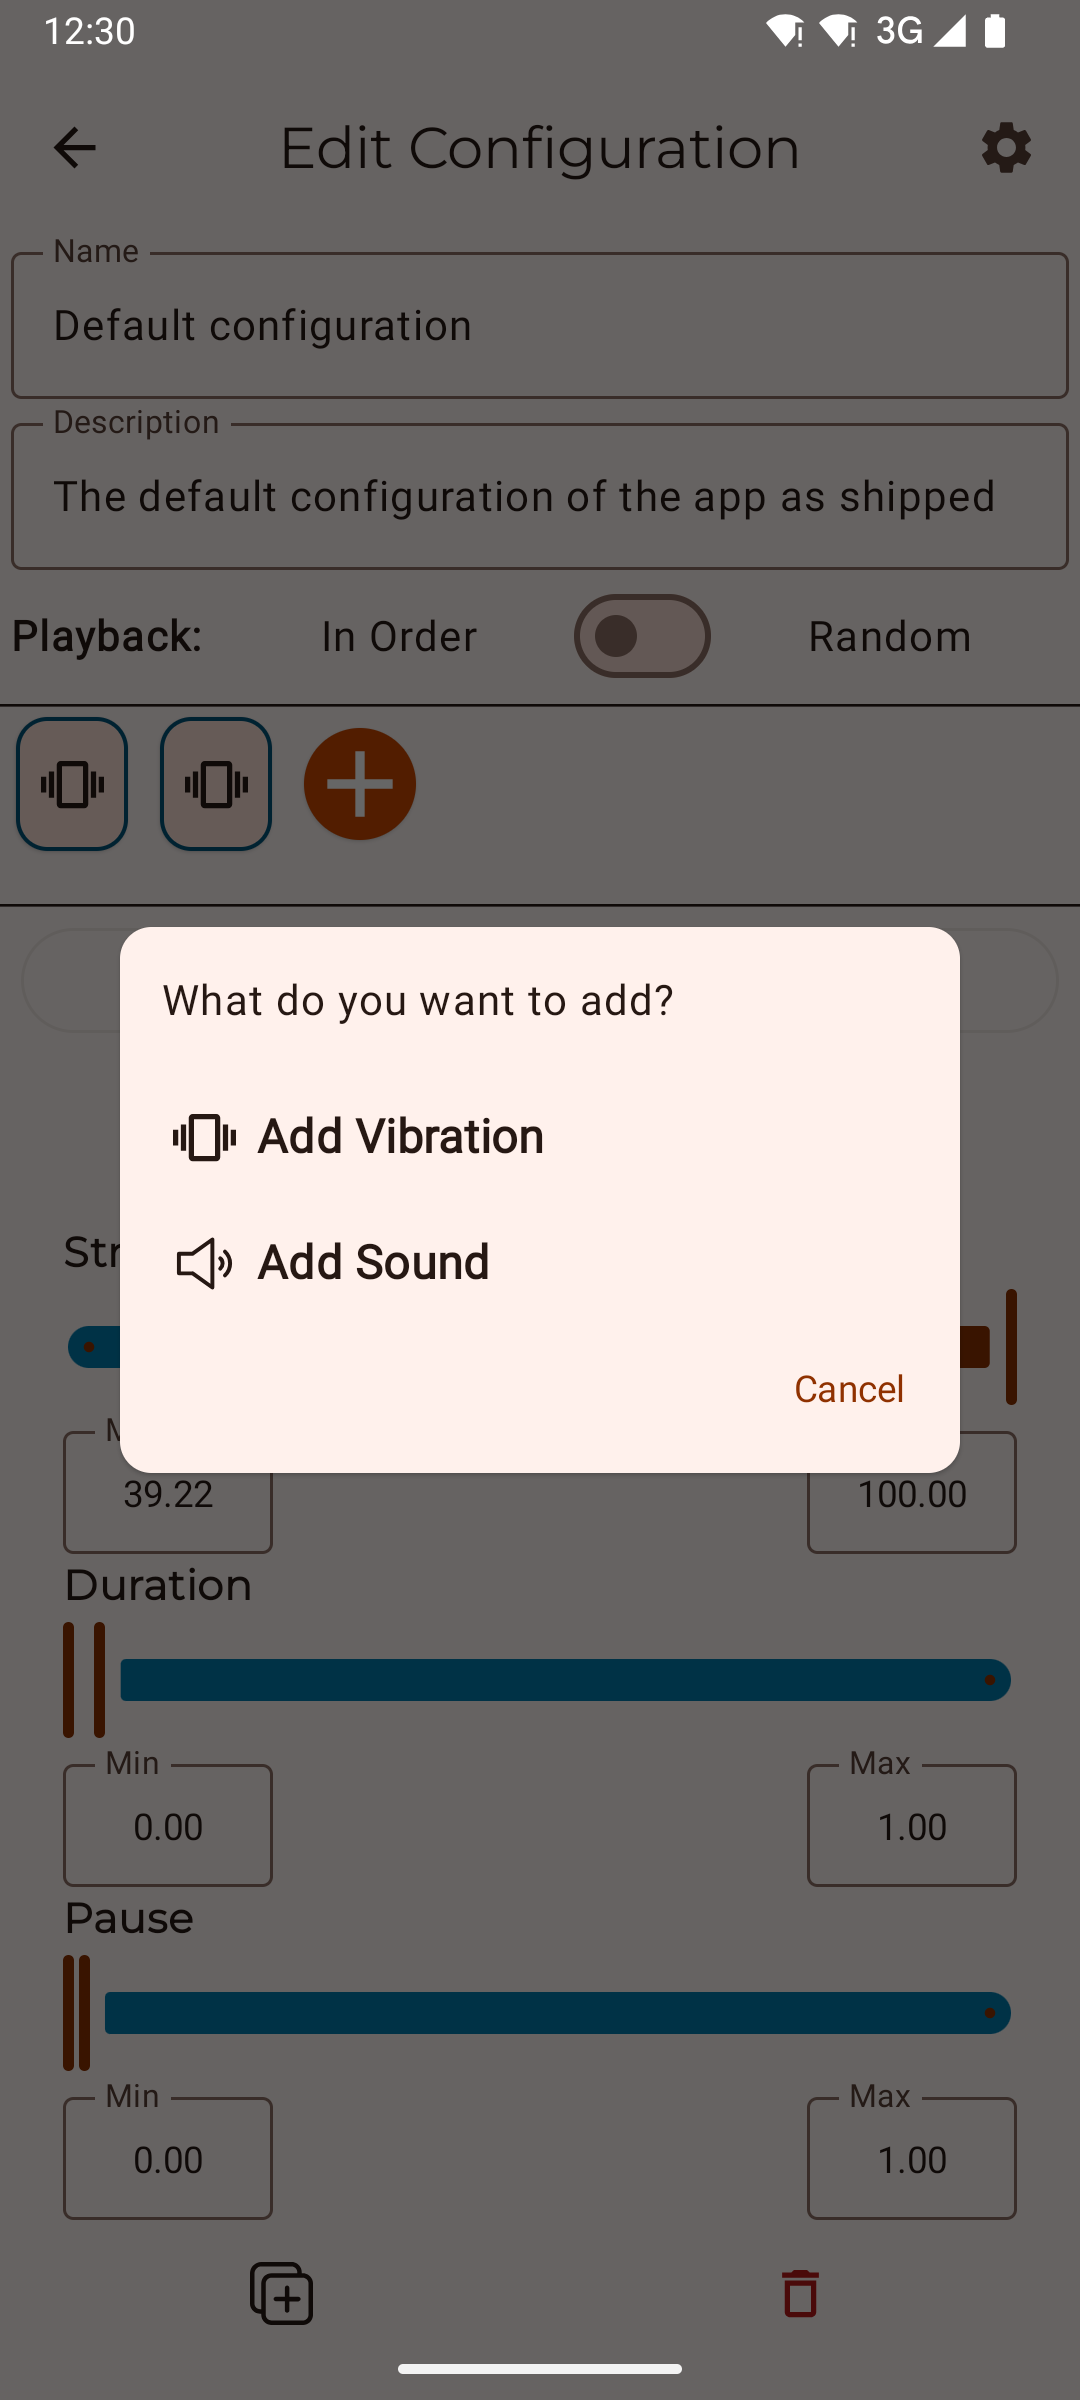 12:30
3G
Edit Configuration
Name
Default configuration
Description
The default configuration of the app as shipped
Playback:
In Order
Random
What do you want to add?
Add Vibration
Add Sound
Cancel
39.22
100.00
Duration
Min
Max
0.00
1.00
Pause
Min
Max
0.00
1.00